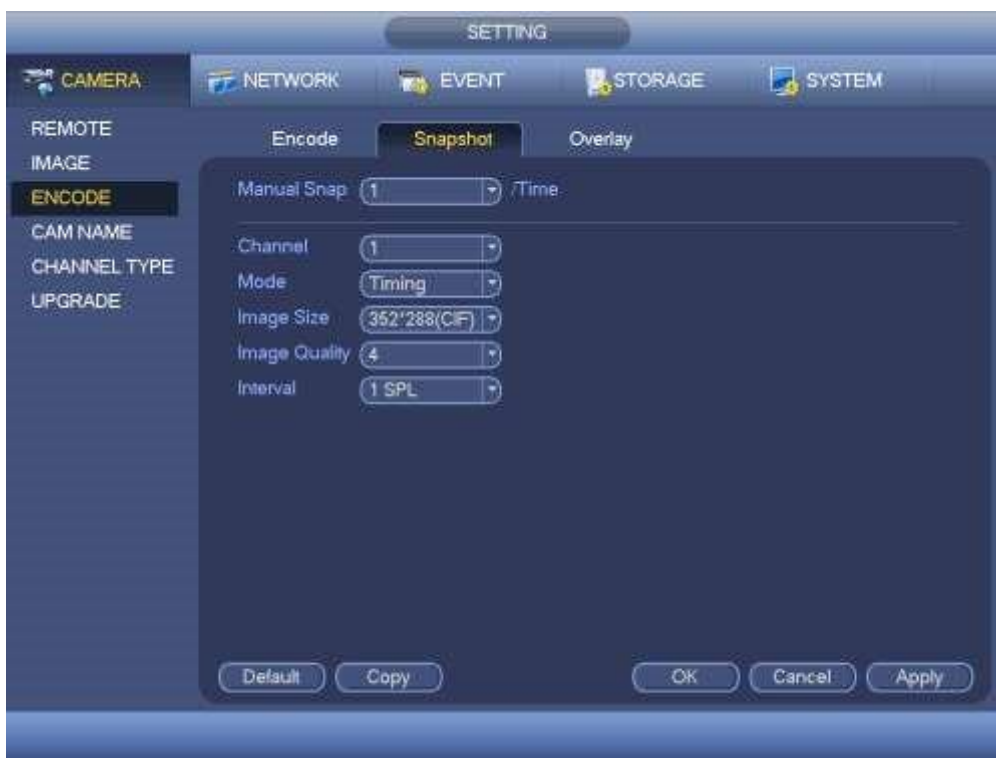 SETTING
CAMERA NETWORK EVENT STORAGE SYSTEM
REMOTE
IMAGE
ENCODE
CAM NAME
CHANNEL TYPE
UPGRADE
Encode Snapshot Overlay
Manual Snap 1 /Time
Channel 1
Mode Timing
Image Size 352*288(CIF)
Image Quality 4
Interval 1 SPL
Default Copy OK Cancel Apply